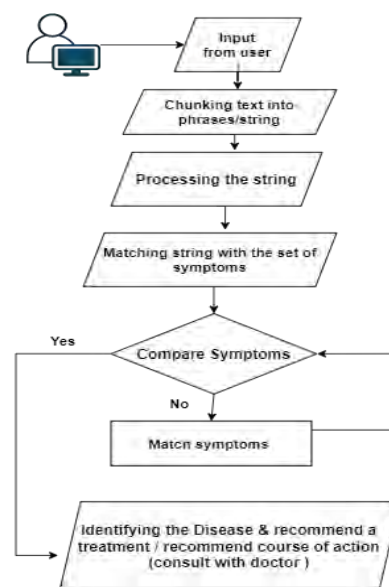 Input
from user
Chunking text into
phrases/string
Processing the string
Matching string with the set of
symptoms
Yes
Compare Symptoms
No
Match symptoms
Identifying the Disease & recommend a
treatment / recommend course of action
(consult with doctor )